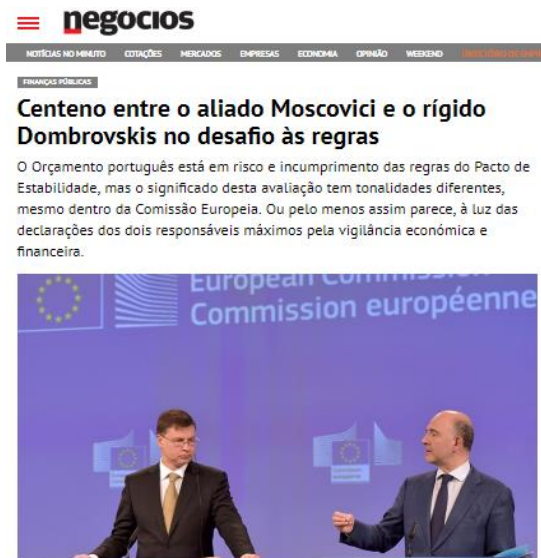 negocios
NOTÍCIAS NO MINUTO COTAÇÕES MERCADOS EMPRESAS ECONOMIA OPINIÃO WEEKEND
FINANÇAS PÚBLICAS
Centeno entre o aliado Moscovici e o rígido
Dombrovskis no desafio às regras
O Orçamento português está em risco e incumprimento das regras do Pacto de
Estabilidade, mas o significado desta avaliação tem tonalidades diferentes,
mesmo dentro da Comissão Europeia. Ou pelo menos assim parece, à luz das
declarações dos dois responsáveis máximos pela vigilância económica e
financeira.
European Commission
Commission européenne